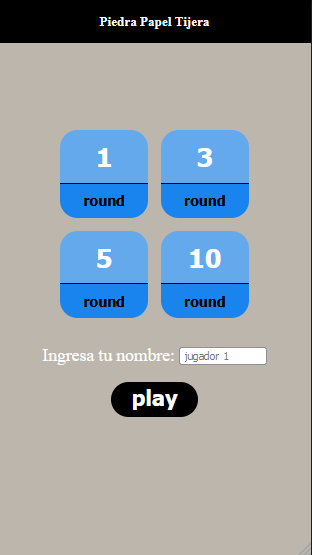 Piedra Papel Tijera
1 3
round round
5 10
round round
Ingresa tu nombre: jugador 1
play